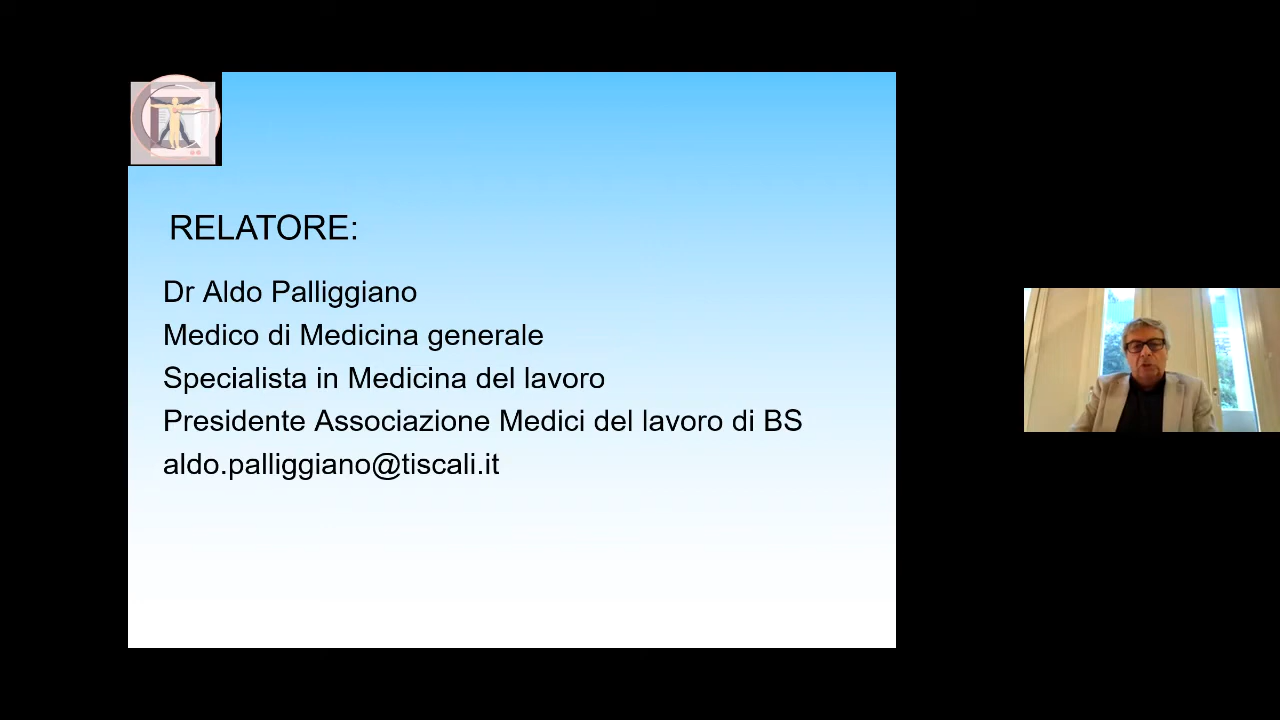 RELATORE:
Dr Aldo Palliggiano
Medico di Medicina generale
Specialista in Medicina del lavoro
Presidente Associazione Medici del lavoro di BS
aldo.palliggiano@tiscali.it